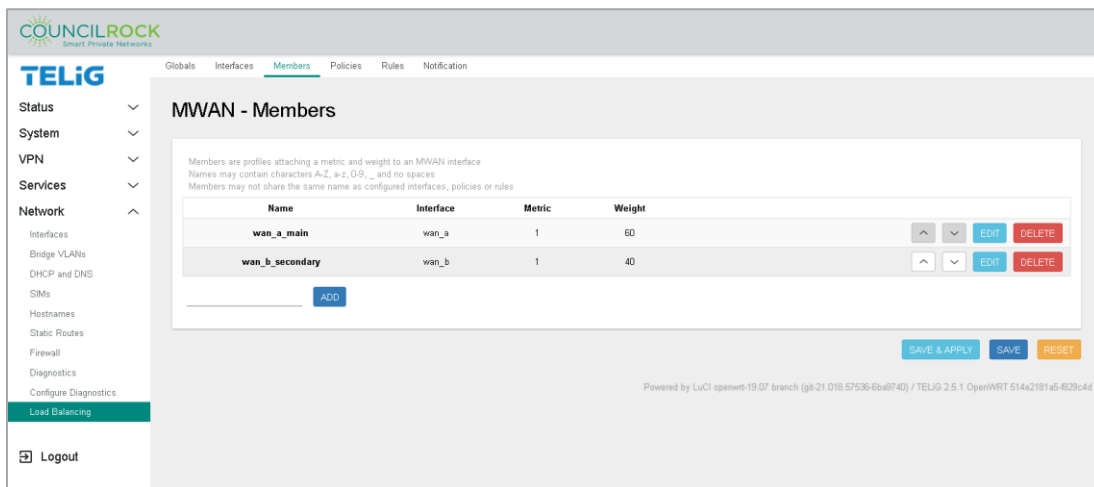 COUNCILROCK
Smart Private Networks
TELiG
Globals Interfaces Members Policies Rules Notification
Status
System
VPN
Services
Network
Interfaces
Bridge VLANs
DHCP and DNS
SIMs
Hostnames
Static Routes
Firewall
Diagnostics
Configure Diagnostics
Load Balancing
Logout
MWAN - Members
Members are profiles attaching a metric and weight to an MWAN interface
Names may contain characters A-Z, a-z, 0-9, _ and no spaces
Members may not share the same name as configured interfaces, policies or rules
Name Interface Metric Weight
wan_a_main wan_a 1 60 EDIT DELETE
wan_b_secondary wan_b 1 40 EDIT DELETE
ADD
SAVE & APPLY SAVE RESET
Powered by LuCI openwrt-19.07 branch (git-21.018.57536-6ba9740) / TELiG 2.5.1 OpenWRT 514e2181a5-f829c4d